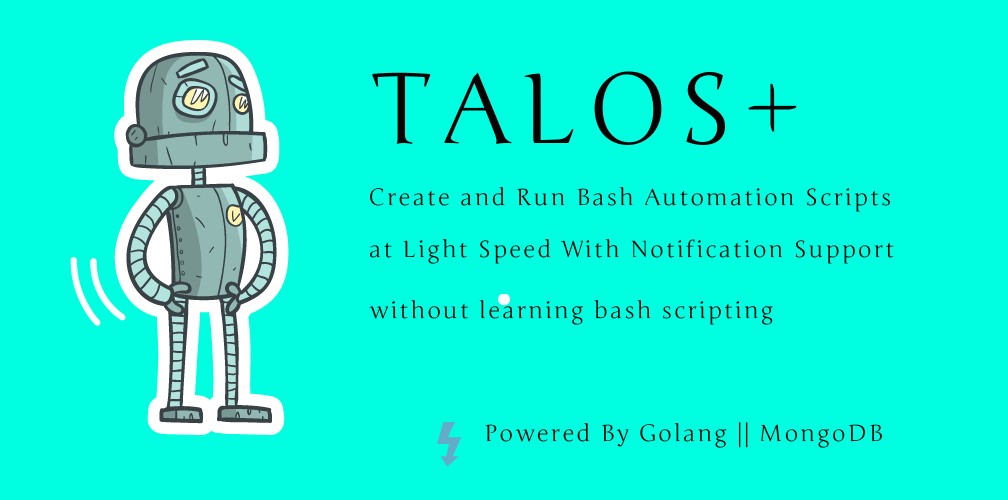 TALOS+
Create and Run Bash Automation Scripts
at Light Speed With Notification Support
without learning bash scripting
Powered By Golang || MongoDB